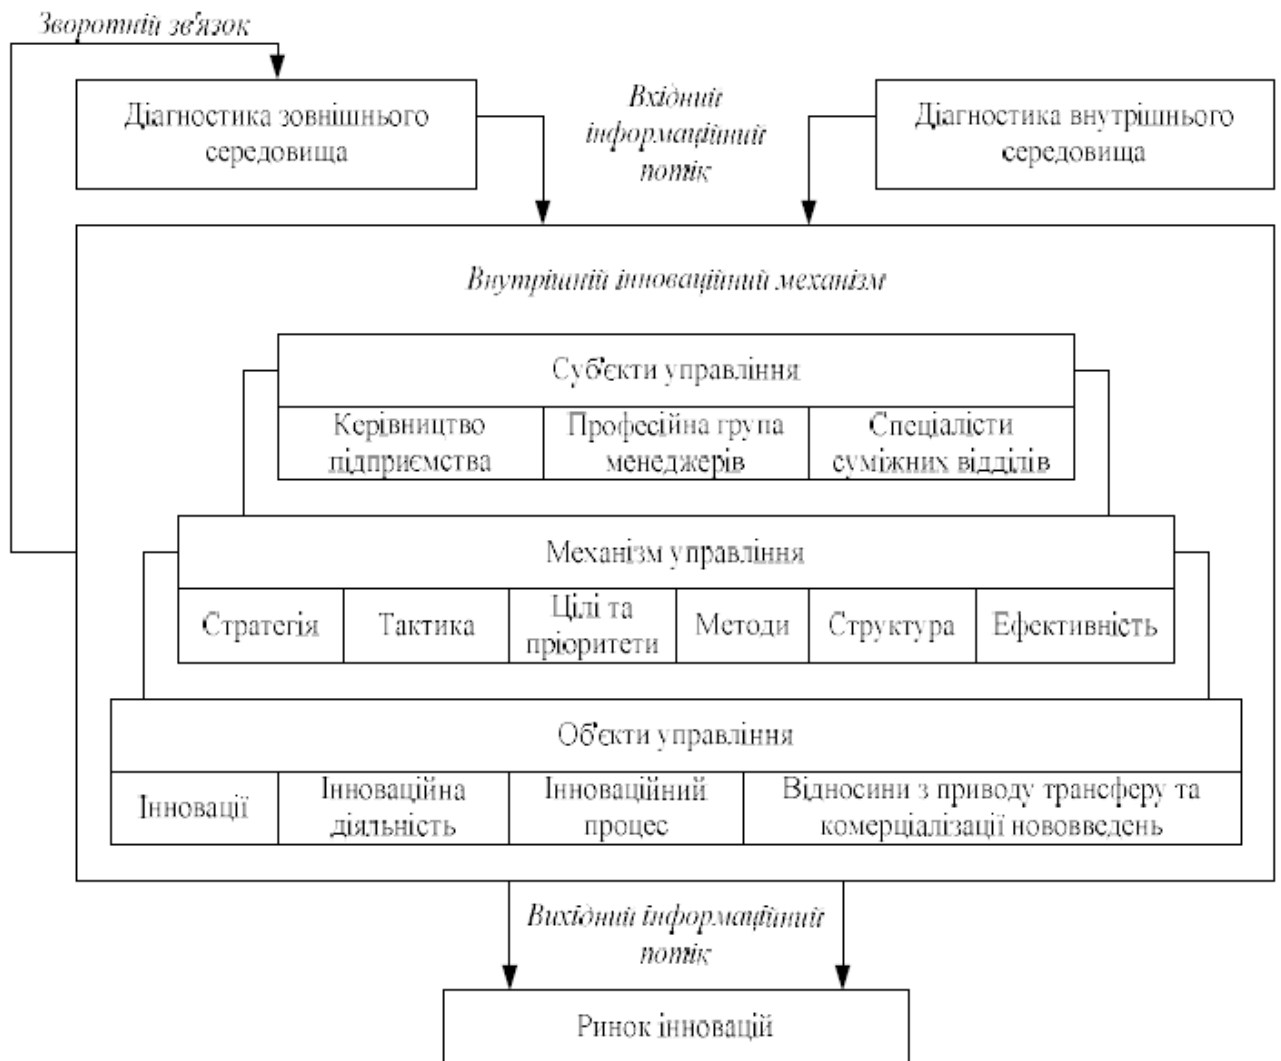 Зворотній зв'язок
Діагностика зовнішнього
середовища
Вхідний
інформаційний
потік
Діагностика внутрішнього
середовища
Внутрішній інноваційний механізм
Суб'єкти управління
Керівництво
підприємства
Професійна група
менеджерів
Спеціалісти
суміжних відділів
Механізм управління
Стратегія
Тактика
Цілі та
пріоритети
Методи
Структура
Ефективність
Об'єкти управління
Інновації
Інноваційна
діяльність
Інноваційний
процес
Відносини з приводу трансферу та
комерціалізації нововведень
Вихідний інформаційний
потік
Ринок інновацій